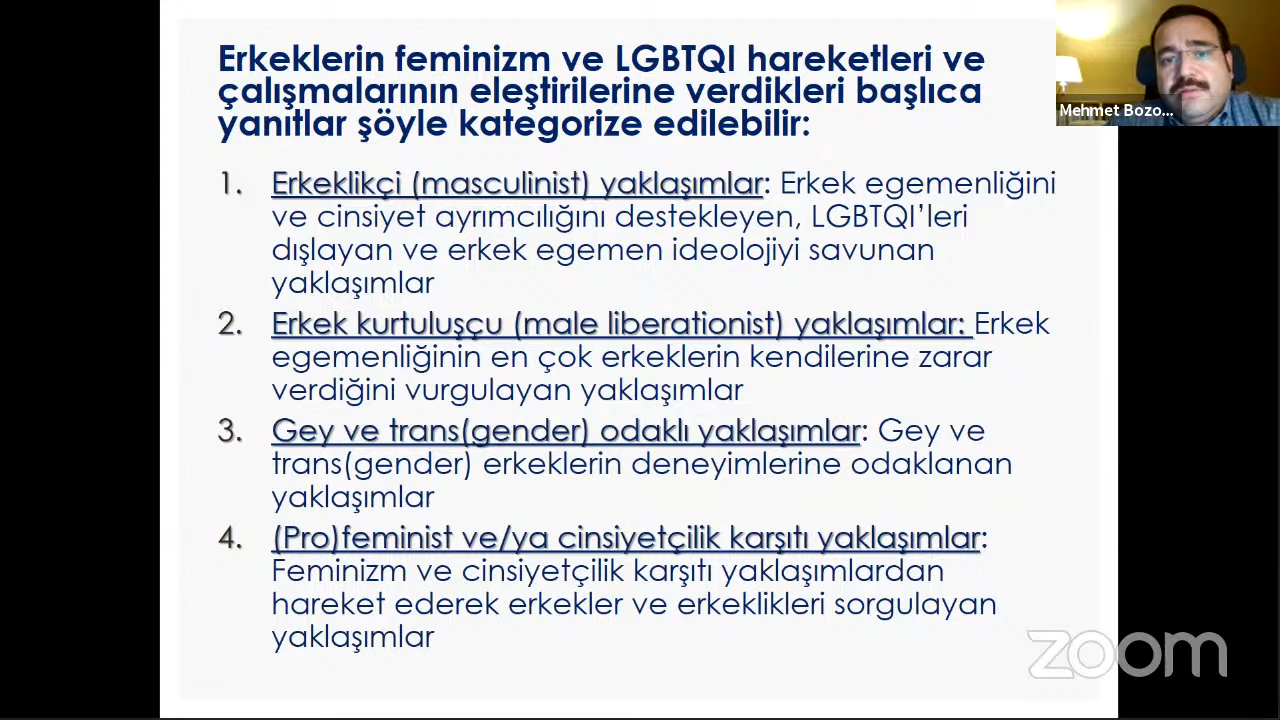 Erkeklerin feminizm ve LGBTQI hareketleri ve
çalışmalarının eleştirilerine verdikleri başlıca
yanıtlar şöyle kategorize edilebilir:
Mehmet Bozo...
1. Erkeklikçi (masculinist) yaklaşımlar: Erkek egemenliğini
ve cinsiyet ayrımcılığını destekleyen, LGBTQI’leri
dışlayan ve erkek egemen ideolojiyi savunan
yaklaşımlar
2. Erkek kurtuluşçu (male liberationist) yaklaşımlar: Erkek
egemenliğinin en çok erkeklerin kendilerine zarar
verdiğini vurgulayan yaklaşımlar
3. Gey ve trans(gender) odaklı yaklaşımlar: Gey ve
trans(gender) erkeklerin deneyimlerine odaklanan
yaklaşımlar
4. (Pro)feminist ve/ya cinsiyetçilik karşıtı yaklaşımlar:
Feminizm ve cinsiyetçilik karşıtı yaklaşımlardan
hareket ederek erkekler ve erkeklikleri sorgulayan
yaklaşımlar
zoom